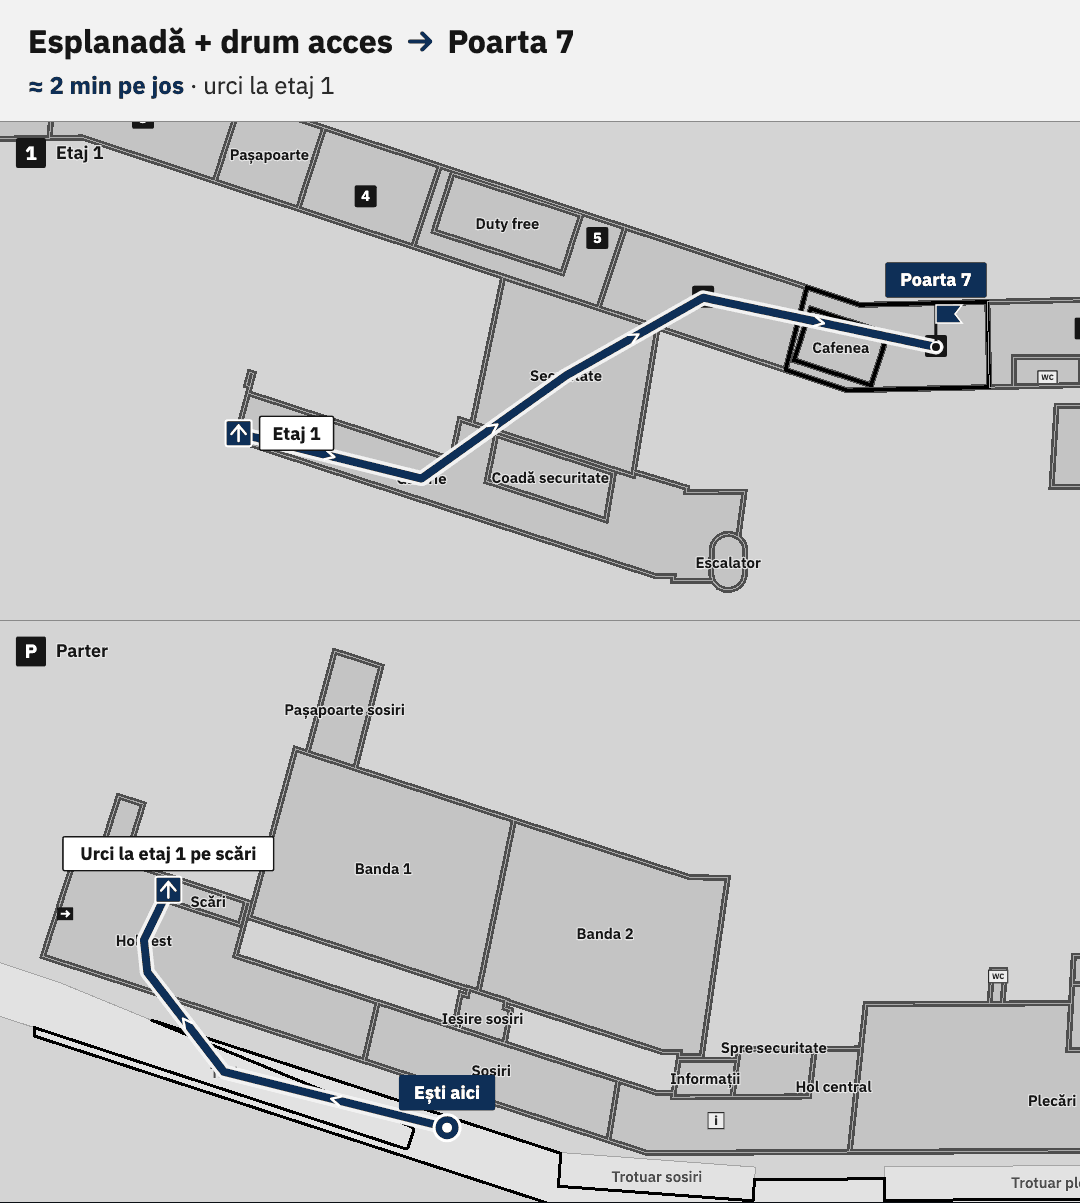 Esplanadă + drum acces → Poarta 7
≈ 2 min pe jos · urci la etaj 1
1 Etaj 1
Pașapoarte
4
Duty free
5
Poarta 7
Cafenea
WC
Etaj 1
Coadă securitate
Escalator
P Parter
Pașapoarte sosiri
Urci la etaj 1 pe scări
Banda 1
Scări
Banda 2
WC
Ieșire sosiri
Spre securitate
Sosiri
Informații
Hol central
Ești aici
Plecări
i
Trotuar sosiri
Trotuar